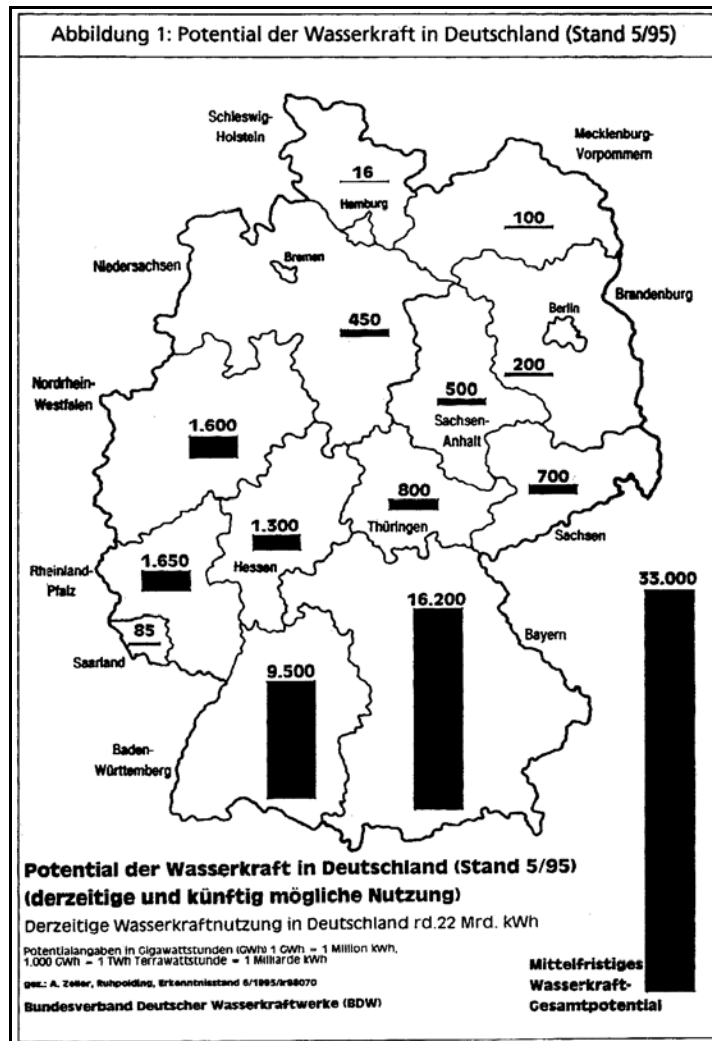 Abbildung 1: Potential der Wasserkraft in Deutschland (Stand 5/95)
Schleswig-
Holstein
Mecklenburg-
Vorpommern
16
Hamburg
100
Niedersachsen
Bremen
Brandenburg
Berlin
450
200
Nordrhein-
Westfalen
500
Sachsen-
Anhalt
1.600
700
800
Sachsen
Thüringen
1.300
Hessen
1.650
Rheinland-
Pfalz
33.000
16.200
85
Bayern
Saarland
9.500
Baden-
Württemberg
Potential der Wasserkraft in Deutschland (Stand 5/95)
(derzeitige und künftig mögliche Nutzung)
Derzeitige Wasserkraftnutzung in Deutschland rd.22 Mrd. kWh
Potentialangaben in Gigawattstunden (GWh) 1 GWh = 1 Million kWh,
1.000 GWh = 1 TWh Terrawattstunde = 1 Milliarde kWh
gez.: A. Zeller, Ruhpolding, Erkenntnisstand 6/1995/
Bundesverband Deutscher Wasserkraftwerke (BDW)
Mittelfristiges
Wasserkraft-
Gesamtpotential